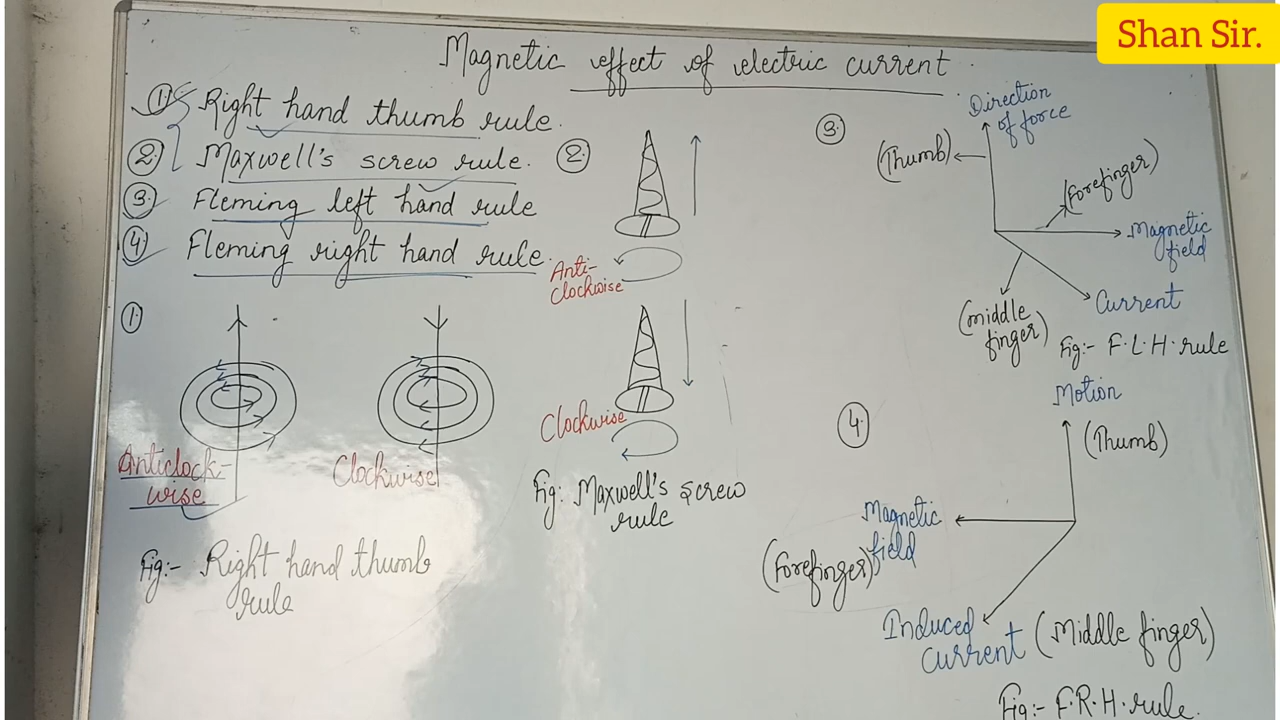 Shan Sir.
Magnetic effect of electric current.
① Right hand thumb rule.
② Maxwell's screw rule.
③ Fleming left hand rule
④ Fleming right hand rule.
①
Anticlock-
wise
Clockwise
Fig:- Right hand thumb
rule
②
Anti-
Clockwise
Clockwise
Fig: Maxwell's screw
rule
③
Direction
of force
(Thumb)
(Forefinger)
Magnetic
field
Current
(middle
finger)
Fig:- F.L.H. rule
④
Motion
(Thumb)
Magnetic
field
(Forefinger)
Induced
current
(Middle finger)
Fig:- F.R.H. rule.